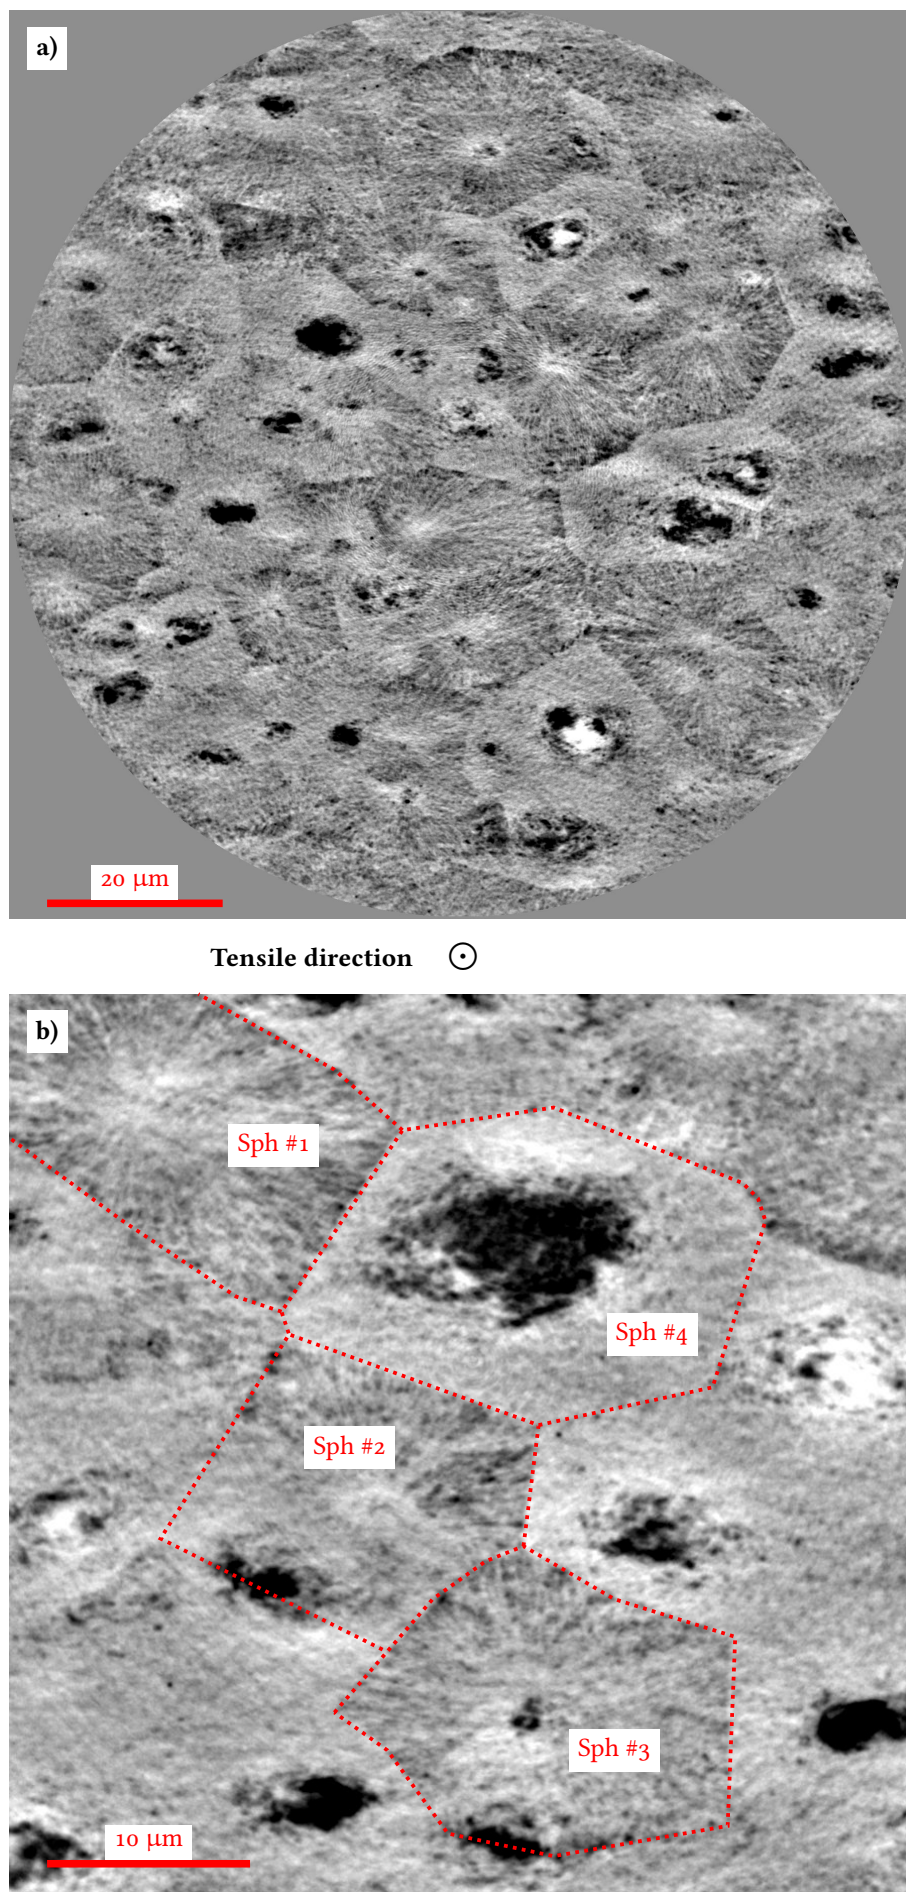 a)
20 μm
Tensile direction
b)
Sph #1
Sph #4
Sph #2
Sph #3
10 μm